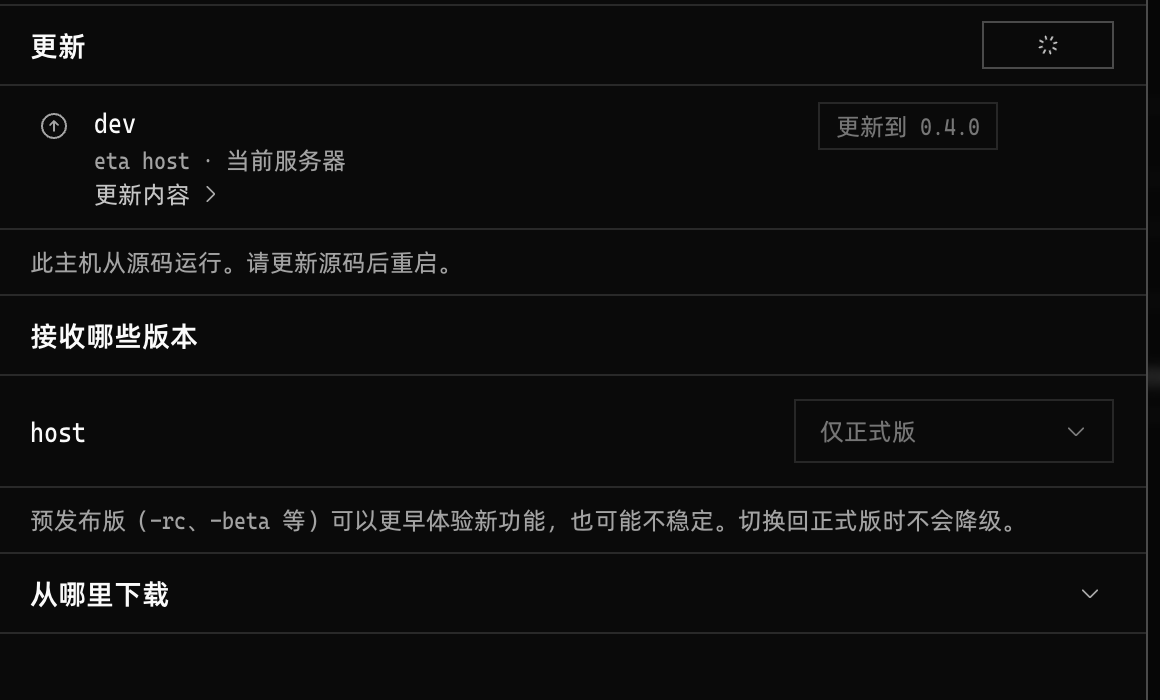 更新
dev
更新到 0.4.0
eta host · 当前服务器
更新内容 >
此主机从源码运行。请更新源码后重启。
接收哪些版本
host
仅正式版
预发布版（-rc、-beta 等）可以更早体验新功能，也可能不稳定。切换回正式版时不会降级。
从哪里下载